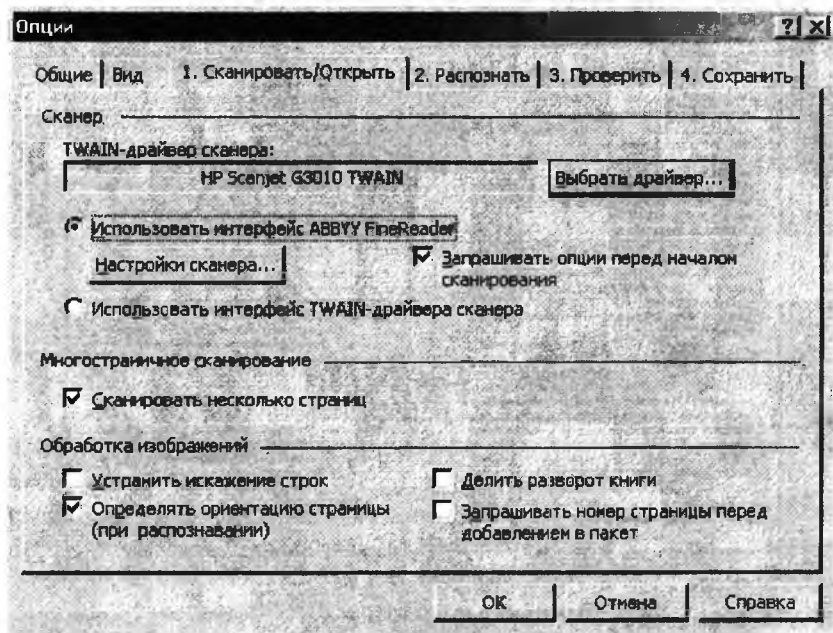 Опции
Общие Вид 1. Сканировать/Открыть 2. Распознать 3. Проверить 4. Сохранить
Сканер
TWAIN-драйвер сканера:
HP Scanjet G3010 TWAIN Выбрать драйвер...
Использовать интерфейс ABBYY FineReader
Настройки сканера... Запрашивать опции перед началом
сканирования
Использовать интерфейс TWAIN-драйвера сканера
Многостраничное сканирование
Сканировать несколько страниц
Обработка изображений
Устранить искажение строк Делить разворот книги
Определять ориентацию страницы Запрашивать номер страницы перед
(при распознавании) добавлением в пакет
OK Отмена Справка